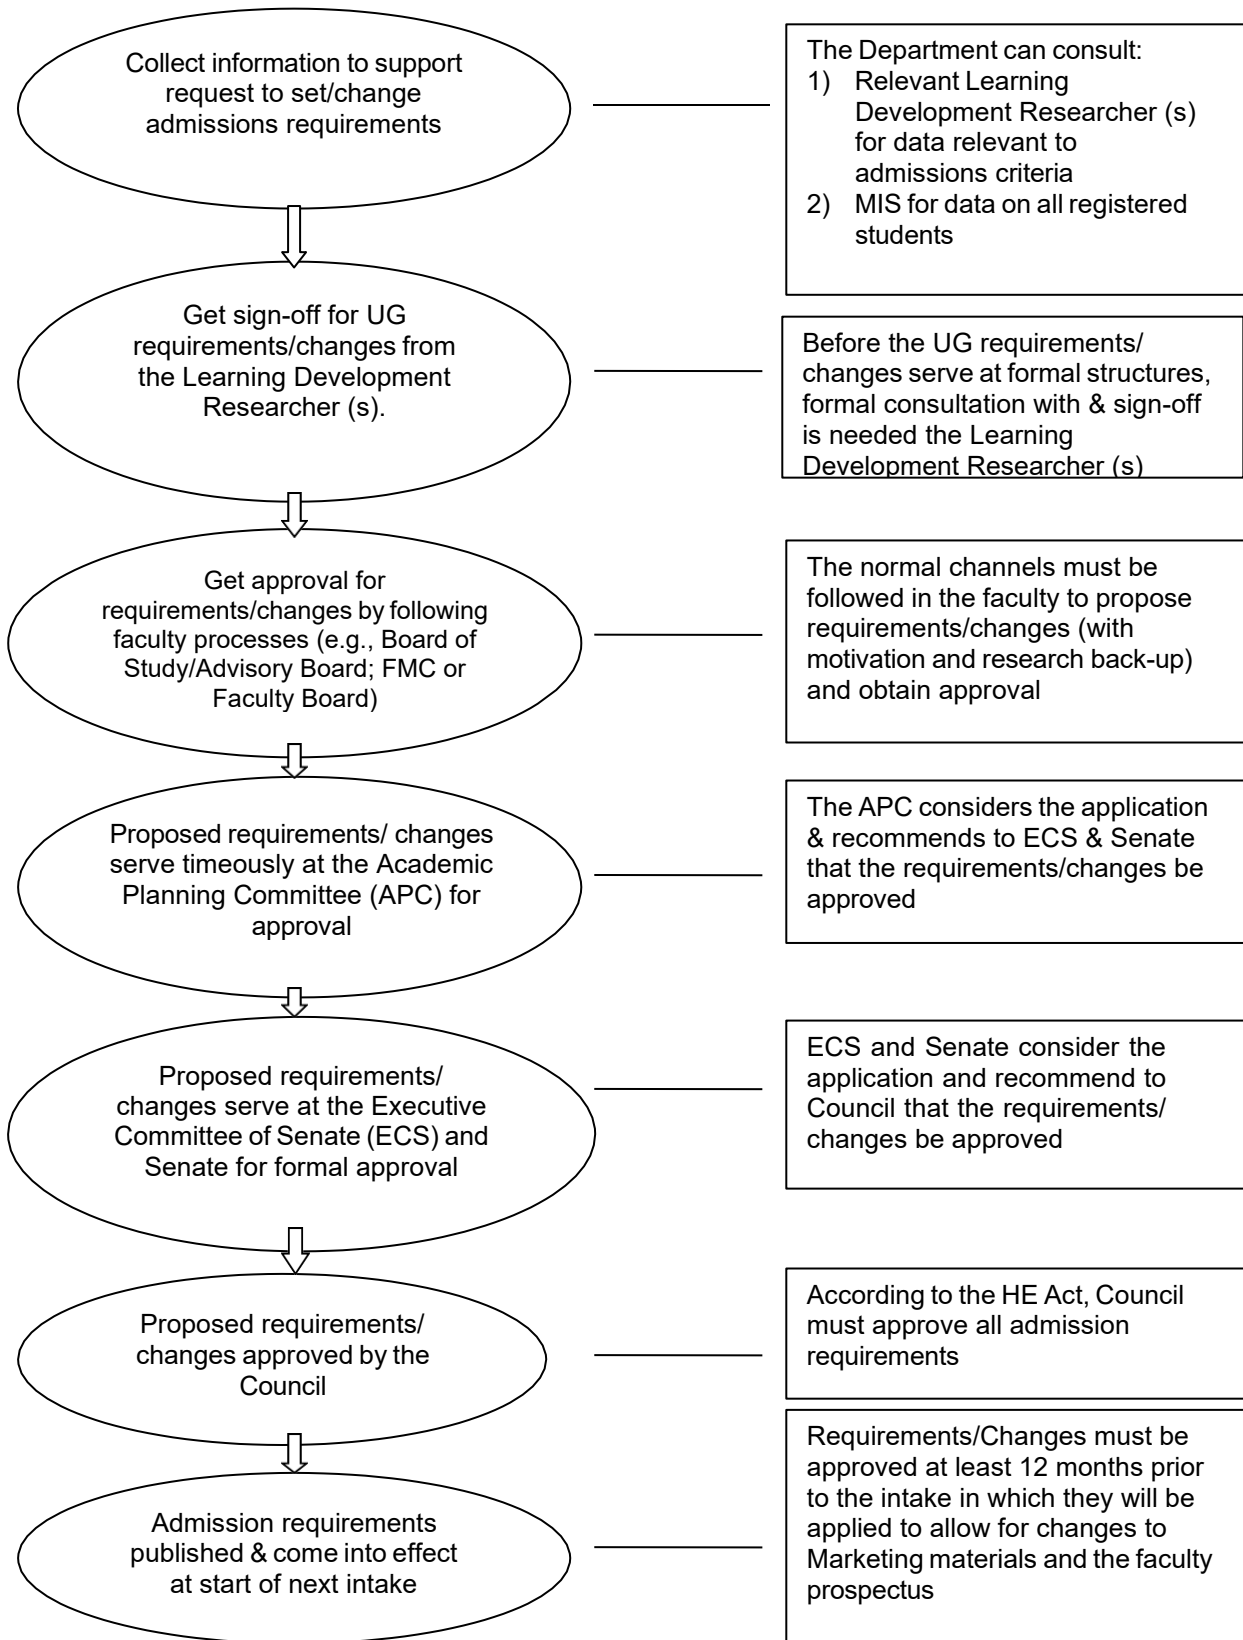 Collect information to support
request to set/change
admissions requirements
The Department can consult:
1) Relevant Learning
Development Researcher (s)
for data relevant to
admissions criteria
2) MIS for data on all registered
students
Get sign-off for UG
requirements/changes from
the Learning Development
Researcher (s).
Before the UG requirements/
changes serve at formal structures,
formal consultation with & sign-off
is needed the Learning
Development Researcher (s)
Get approval for
requirements/changes by following
faculty processes (e.g., Board of
Study/Advisory Board; FMC or
Faculty Board)
The normal channels must be
followed in the faculty to propose
requirements/changes (with
motivation and research back-up)
and obtain approval
Proposed requirements/ changes
serve timeously at the Academic
Planning Committee (APC) for
approval
The APC considers the application
& recommends to ECS & Senate
that the requirements/changes be
approved
Proposed requirements/
changes serve at the Executive
Committee of Senate (ECS) and
Senate for formal approval
ECS and Senate consider the
application and recommend to
Council that the requirements/
changes be approved
Proposed requirements/
changes approved by the
Council
According to the HE Act, Council
must approve all admission
requirements
Admission requirements
published & come into effect
at start of next intake
Requirements/Changes must be
approved at least 12 months prior
to the intake in which they will be
applied to allow for changes to
Marketing materials and the faculty
prospectus